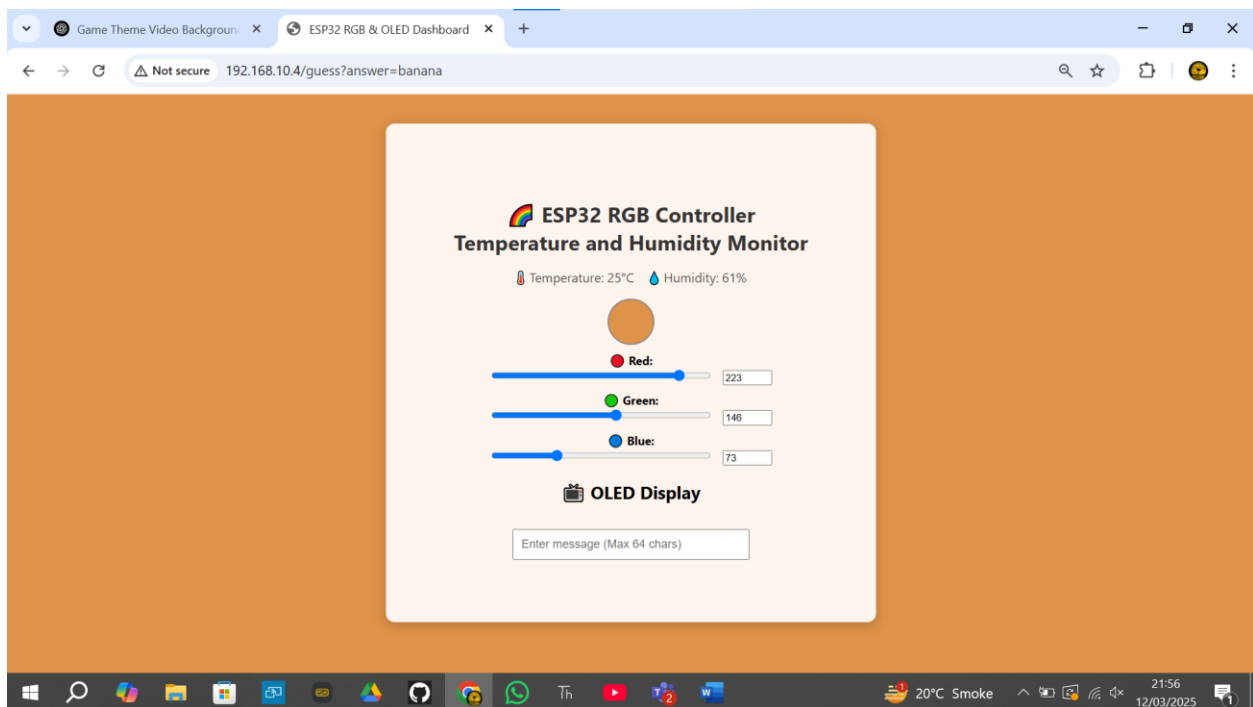 Game Theme Video Backgroun
ESP32 RGB & OLED Dashboard
Not secure 192.168.10.4/guess?answer=banana
🌈 ESP32 RGB Controller
Temperature and Humidity Monitor
🌡️ Temperature: 25°C 💧 Humidity: 61%
🔴 Red:
223
🟢 Green:
146
🔵 Blue:
73
📺 OLED Display
Enter message (Max 64 chars)
20°C Smoke
21:56
12/03/2025